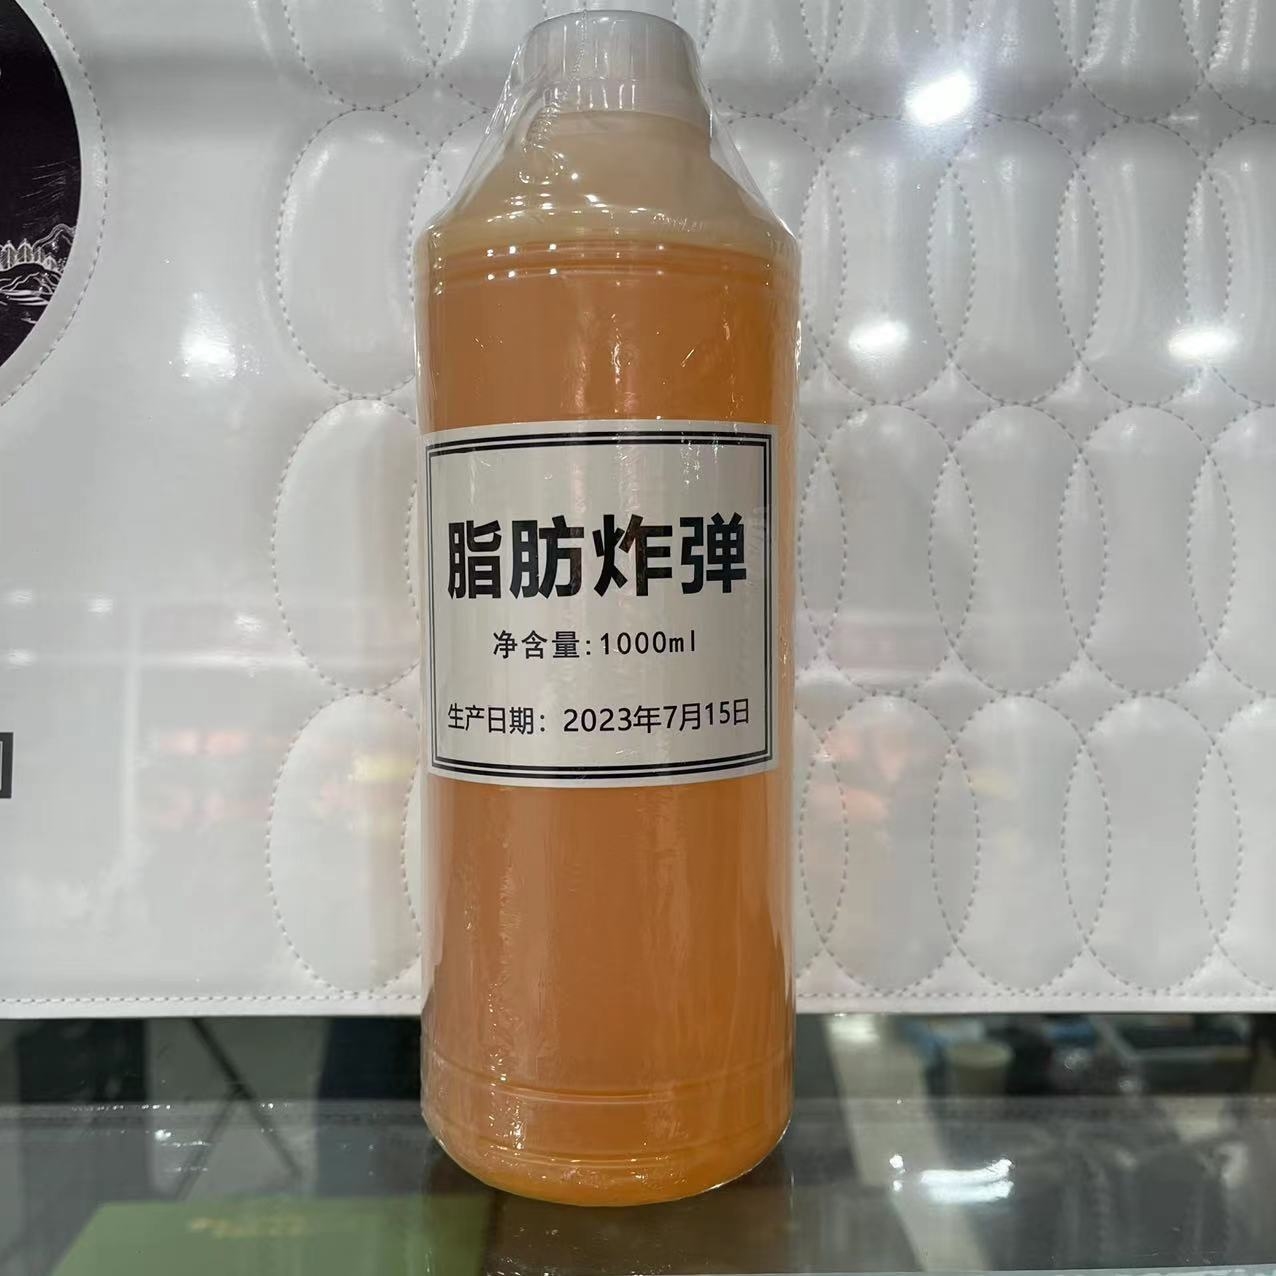 脂肪炸弹
净含量:1000ml
生产日期：2023年7月15日